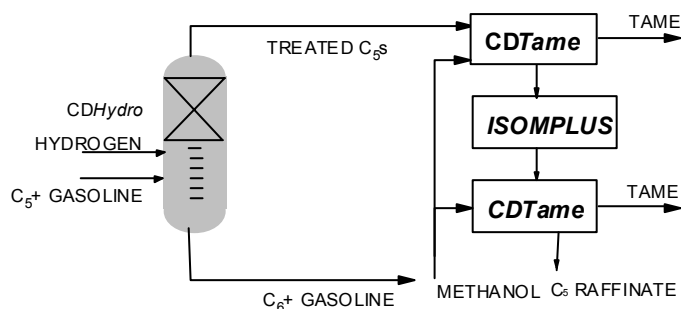 TREATED C₅s
CDTame
TAME
CDHydro
ISOMPLUS
HYDROGEN
C₅+ GASOLINE
CDTame
TAME
C₆+ GASOLINE
METHANOL
C₅ RAFFINATE